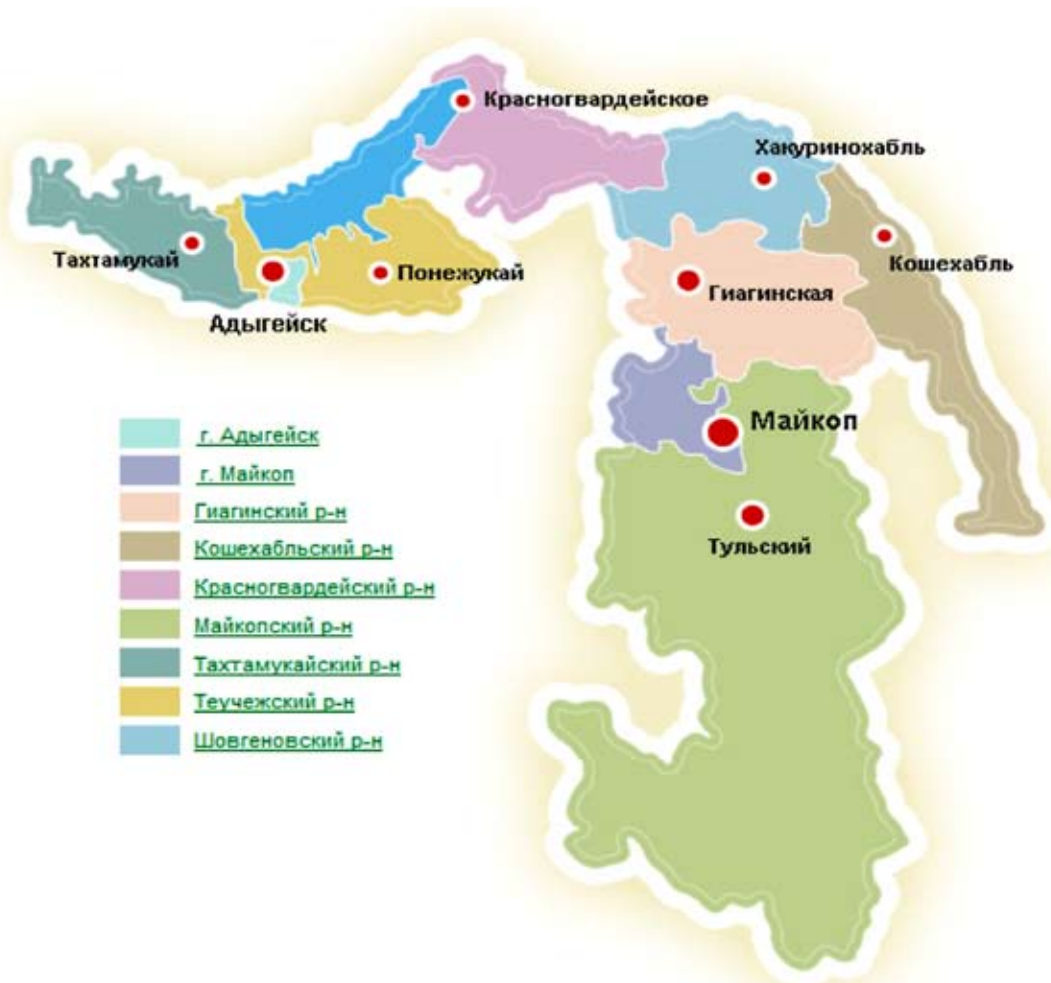 Красногвардейское
Хакуринохабль
Тахтамукай
Понежукай
Кошехабль
Гиагинская
Адыгейск
Майкоп
Тульский
г. Адыгейск
г. Майкоп
Гиагинский р-н
Кошехабльский р-н
Красногвардейский р-н
Майкопский р-н
Тахтамукайский р-н
Теучежский р-н
Шовгеновский р-н